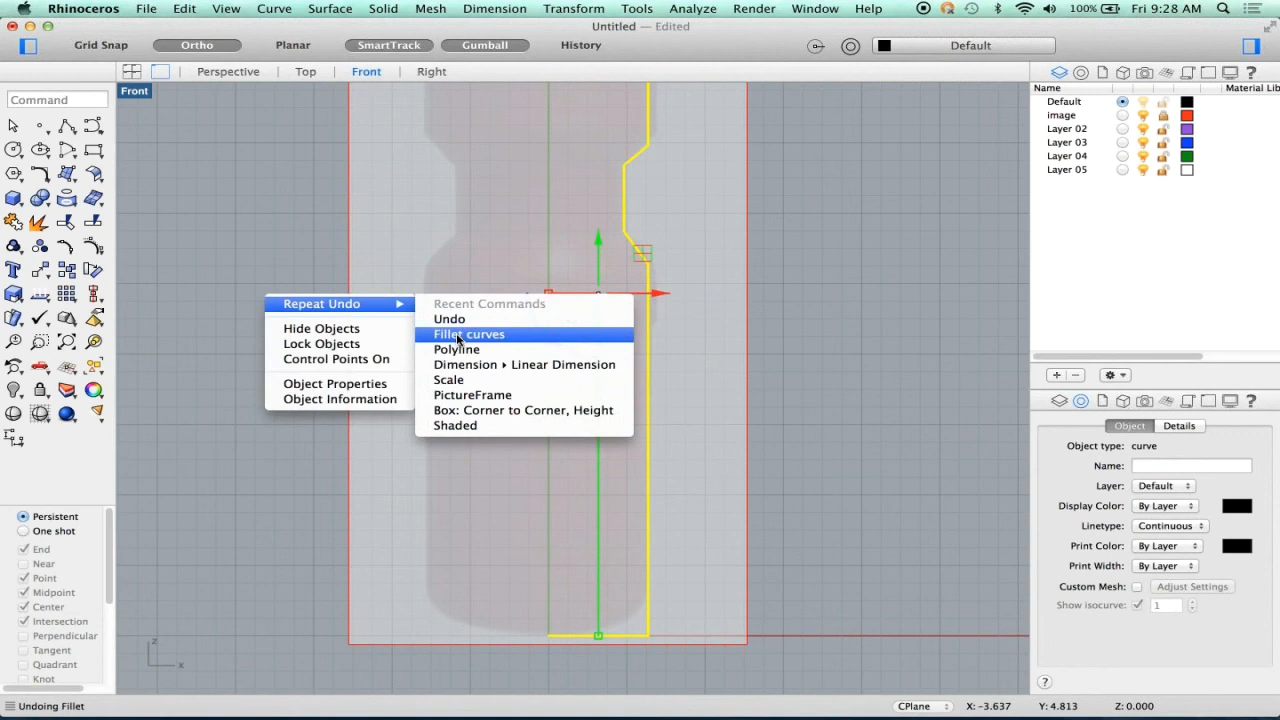 Rhinoceros File Edit View Curve Surface Solid Mesh Dimension Transform Tools Analyze Render Window Help 100% Fri 9:28 AM
Untitled — Edited
Grid Snap Ortho Planar SmartTrack Gumball History Default
Perspective Top Front Right
Front
Command
Name Material Lib
Default
image
Layer 02
Layer 03
Layer 04
Layer 05
Repeat Undo
Hide Objects
Lock Objects
Control Points On
Object Properties
Object Information
Recent Commands
Undo
Fillet curves
Polyline
Dimension ▸ Linear Dimension
Scale
PictureFrame
Box: Corner to Corner, Height
Shaded
Object Details
Object type: curve
Name:
Layer: Default
Display Color: By Layer
Linetype: Continuous
Print Color: By Layer
Print Width: By Layer
Custom Mesh: Adjust Settings
Show isocurve: 1
Persistent
One shot
End
Near
Point
Midpoint
Center
Intersection
Perpendicular
Tangent
Quadrant
Knot
z
x
Undoing Fillet CPlane X: -3.637 Y: 4.813 Z: 0.000